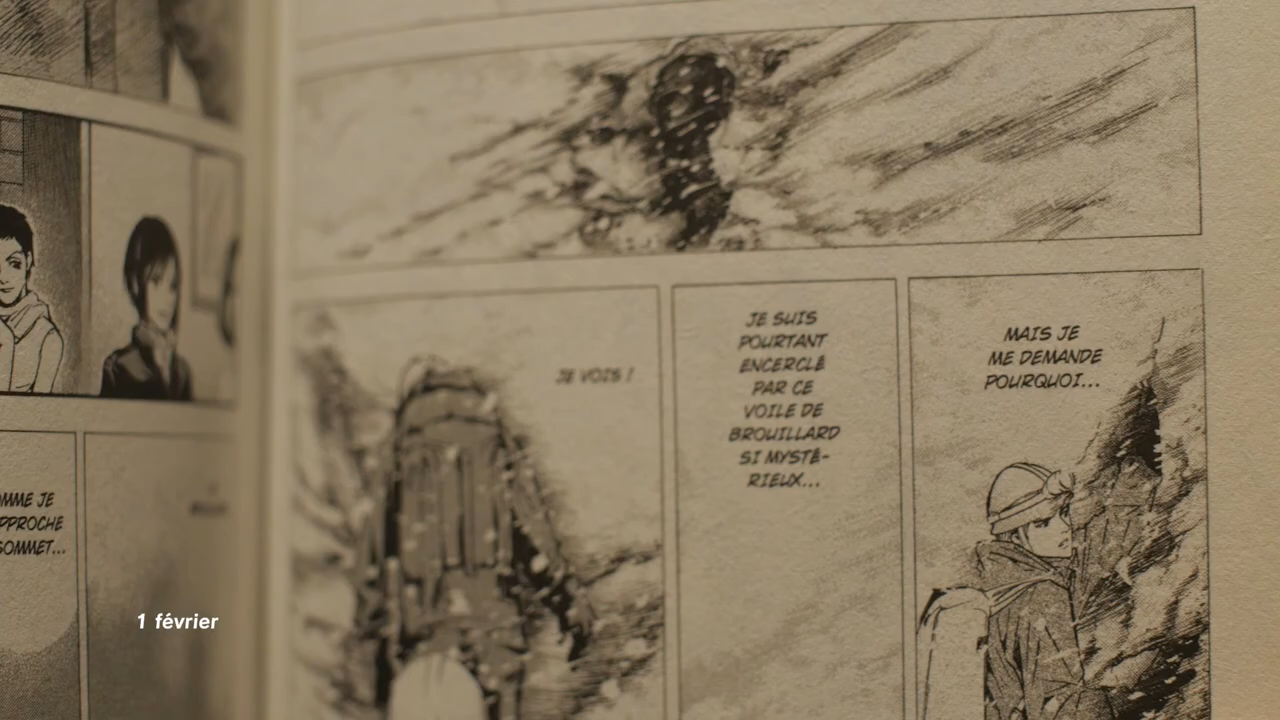 OMME JE
PPROCHE
SOMMET...
JE VOIS !
JE SUIS
POURTANT
ENCERCLÉ
PAR CE
VOILE DE
BROUILLARD
SI MYSTÉ-
RIEUX...
MAIS JE
ME DEMANDE
POURQUOI...
1 février